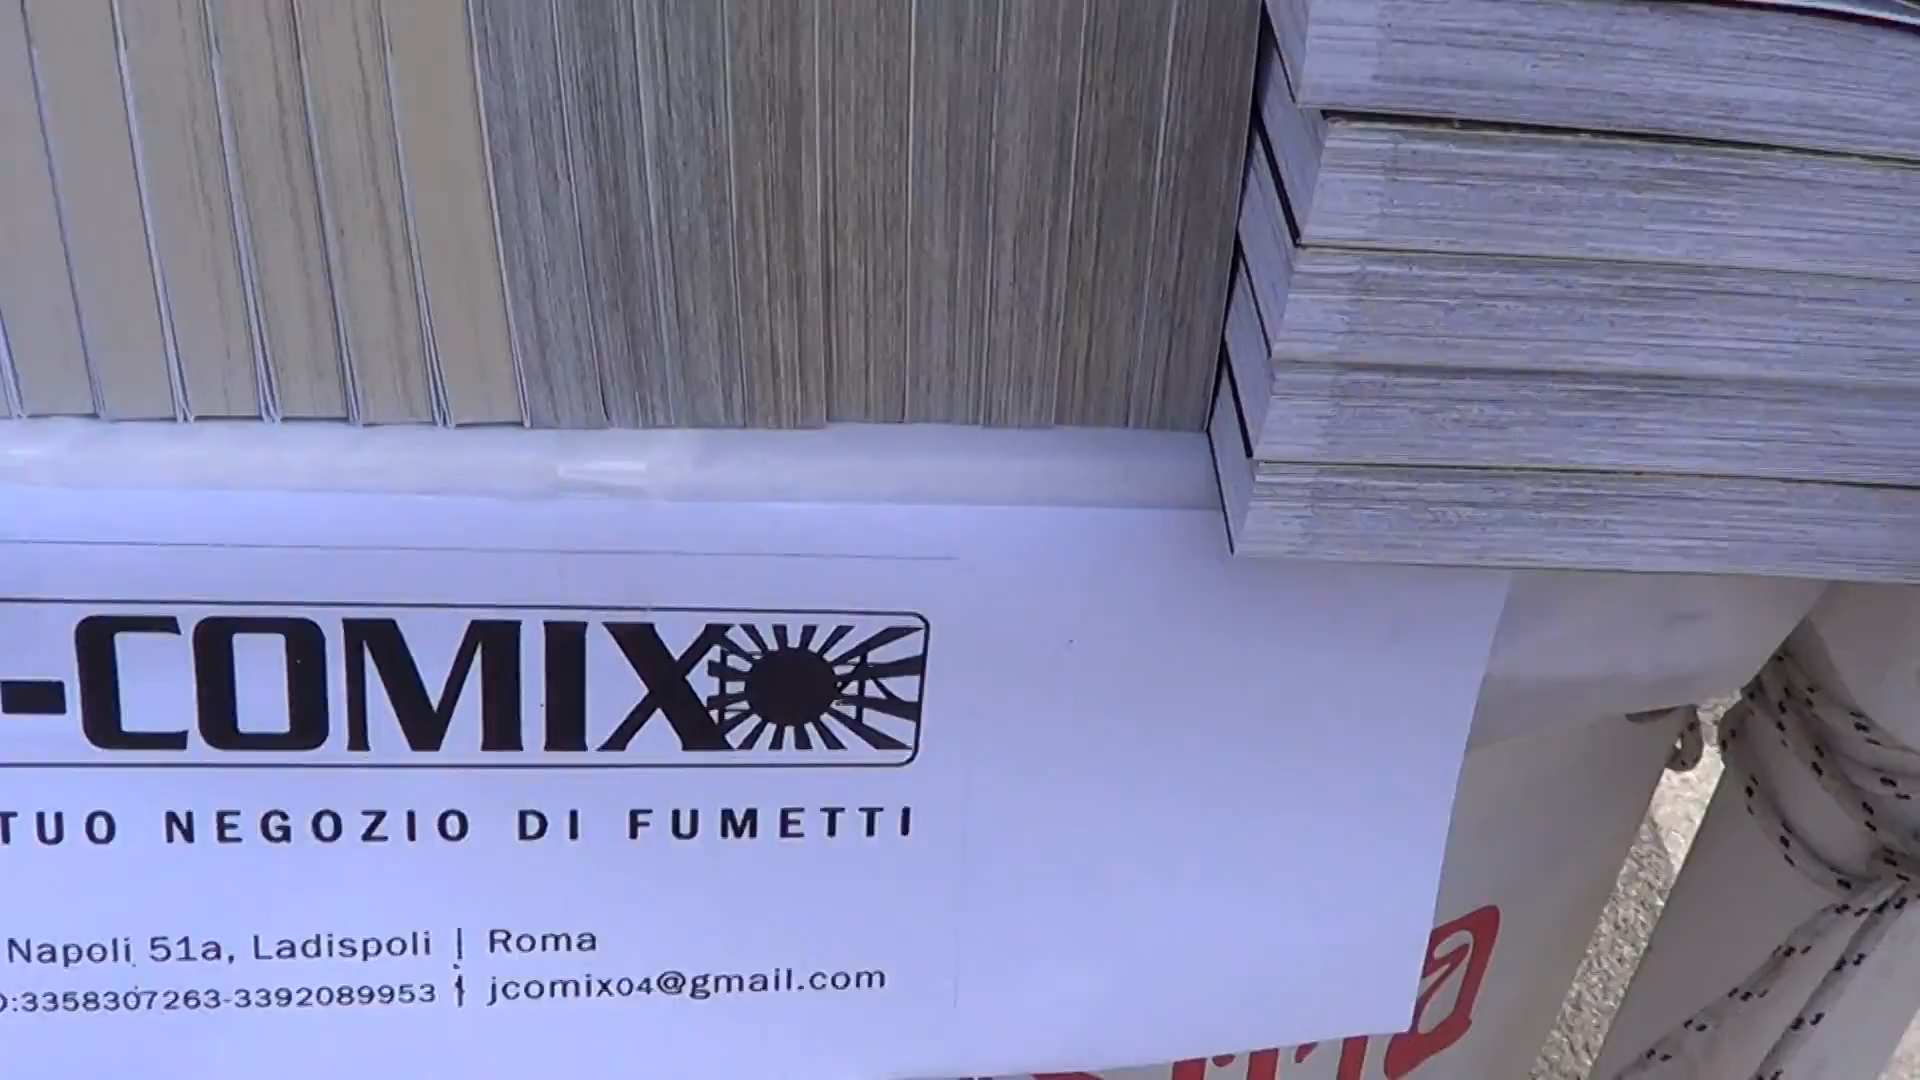 -COMIX
TUO NEGOZIO DI FUMETTI
Napoli 51a, Ladispoli | Roma
:3358307263-3392089953 | jcomix04@gmail.com